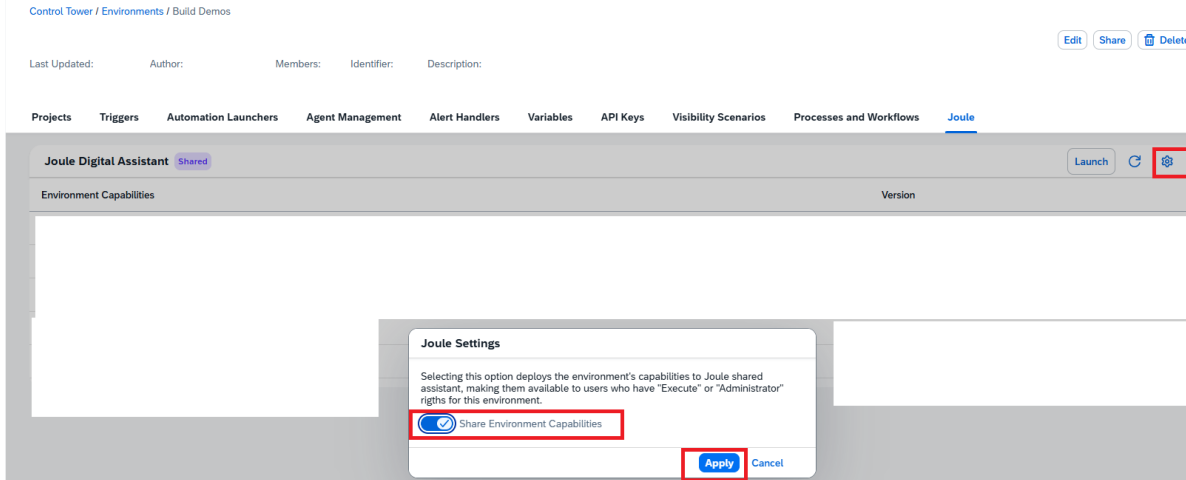 Control Tower / Environments / Build Demos
Edit Share Delete
Last Updated: Author: Members: Identifier: Description:
Projects Triggers Automation Launchers Agent Management Alert Handlers Variables API Keys Visibility Scenarios Processes and Workflows Joule
Joule Digital Assistant Shared Launch
Environment Capabilities Version
Joule Settings
Selecting this option deploys the environment's capabilities to Joule shared
assistant, making them available to users who have "Execute" or "Administrator"
rigths for this environment.
Share Environment Capabilities
Apply Cancel